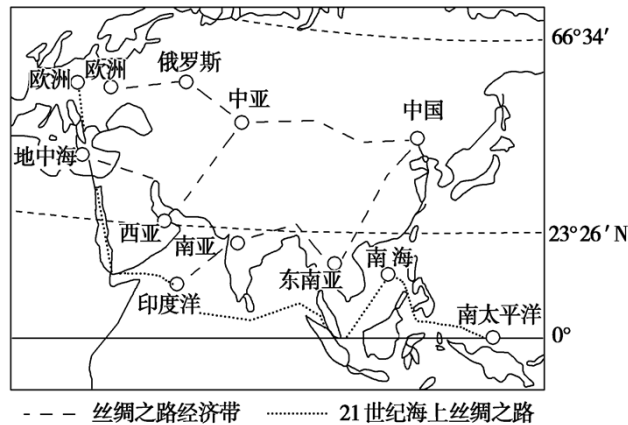 66°34′
欧洲
欧洲
俄罗斯
中亚
中国
地中海
西亚
南亚
23°26′N
东南亚
南海
印度洋
南太平洋
0°
丝绸之路经济带
21世纪海上丝绸之路